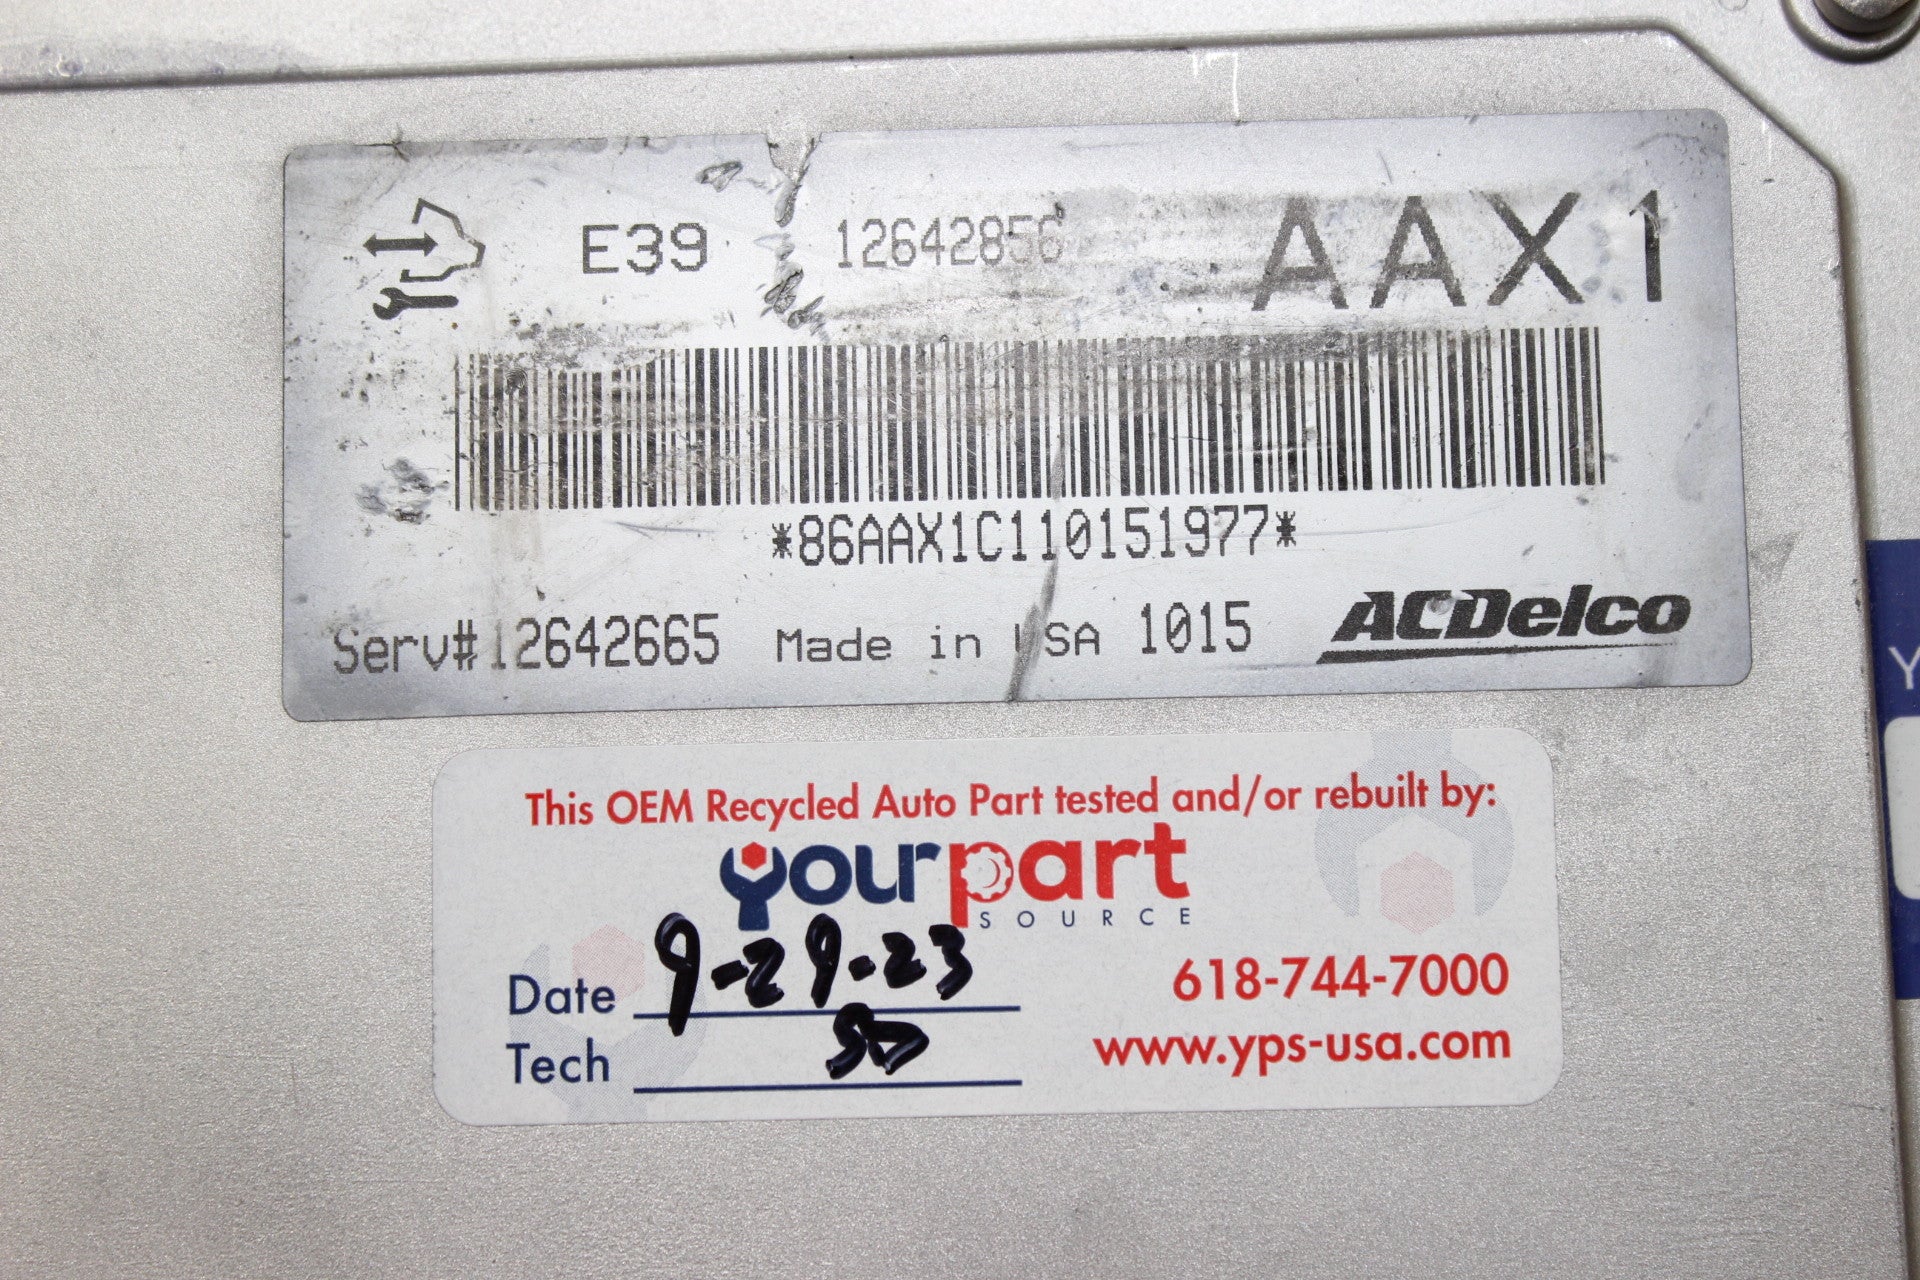 E39 12642856 AAX1
*86AAX1C110151977*
Serv#12642665 Made in USA 1015 ACDelco
This OEM Recycled Auto Part tested and/or rebuilt by:
yourpart
SOURCE
Date 9-29-23
618-744-7000
Tech SD
www.yps-usa.com
Y